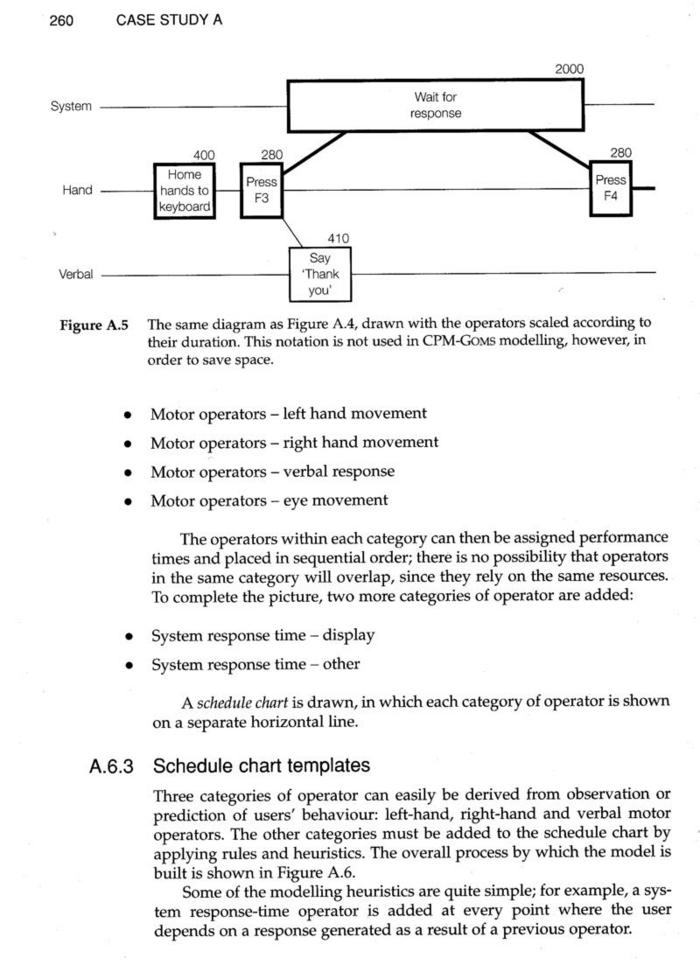 260 CASE STUDY A
2000
System
Wait for
response
400
280
280
Hand
Home
hands to
keyboard
Press
F3
Press
F4
410
Verbal
Say
'Thank
you'
Figure A.5 The same diagram as Figure A.4, drawn with the operators scaled according to
their duration. This notation is not used in CPM-GOMS modelling, however, in
order to save space.
• Motor operators – left hand movement
• Motor operators – right hand movement
• Motor operators – verbal response
• Motor operators – eye movement
The operators within each category can then be assigned performance
times and placed in sequential order; there is no possibility that operators
in the same category will overlap, since they rely on the same resources.
To complete the picture, two more categories of operator are added:
• System response time – display
• System response time – other
A schedule chart is drawn, in which each category of operator is shown
on a separate horizontal line.
A.6.3 Schedule chart templates
Three categories of operator can easily be derived from observation or
prediction of users' behaviour: left-hand, right-hand and verbal motor
operators. The other categories must be added to the schedule chart by
applying rules and heuristics. The overall process by which the model is
built is shown in Figure A.6.
Some of the modelling heuristics are quite simple; for example, a sys-
tem response-time operator is added at every point where the user
depends on a response generated as a result of a previous operator.